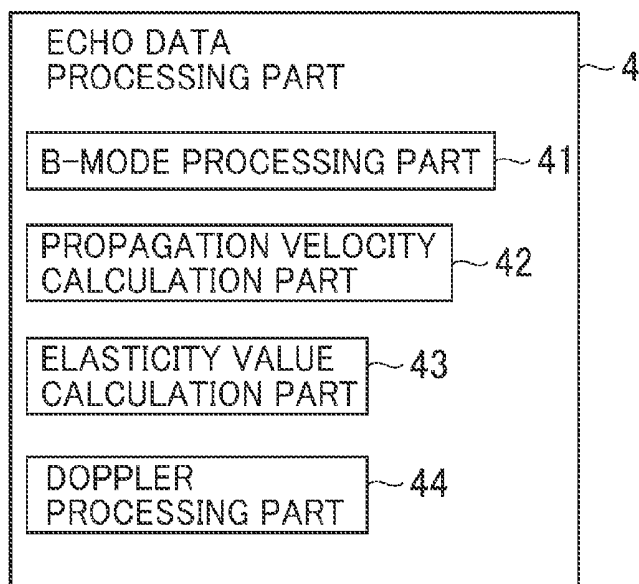 ECHO DATA
PROCESSING PART
4
B-MODE PROCESSING PART
41
PROPAGATION VELOCITY
CALCULATION PART
42
ELASTICITY VALUE
CALCULATION PART
43
DOPPLER
PROCESSING PART
44